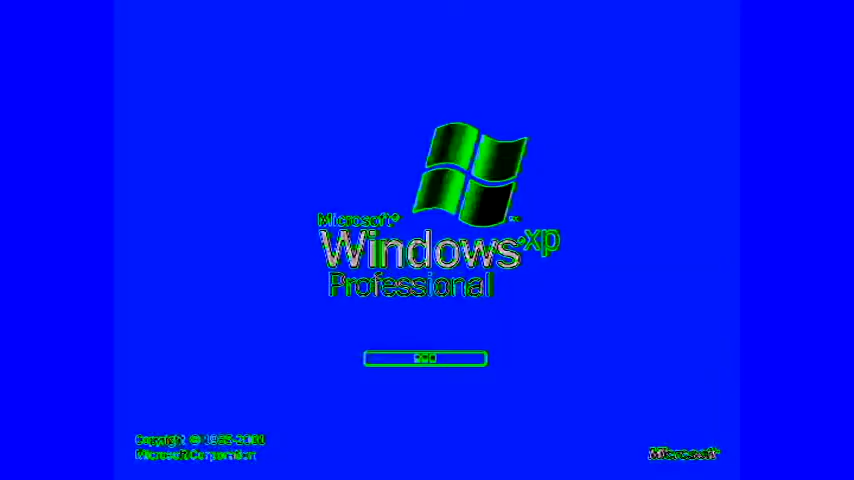 Microsoft®
Windows xp
Professional
Copyright © 1985-2001
Microsoft Corporation
Microsoft®